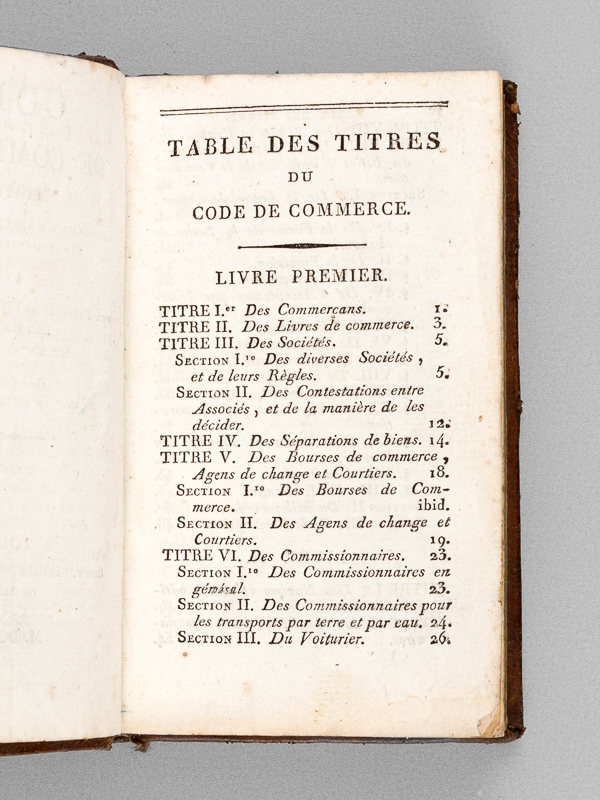 TABLE DES TITRES
DU
CODE DE COMMERCE.
LIVRE PREMIER.
TITRE I.er Des Commerçans. 1.
TITRE II. Des Livres de commerce. 3.
TITRE III. Des Sociétés. 5.
SECTION I.re Des diverses Sociétés,
et de leurs Règles. 5.
SECTION II. Des Contestations entre
Associés, et de la manière de les
décider. 12.
TITRE IV. Des Séparations de biens. 14.
TITRE V. Des Bourses de commerce,
Agens de change et Courtiers. 18.
SECTION I.re Des Bourses de Com-
merce. ibid.
SECTION II. Des Agens de change et
Courtiers. 19.
TITRE VI. Des Commissionnaires. 23.
SECTION I.re Des Commissionnaires en
général. 23.
SECTION II. Des Commissionnaires pour
les transports par terre et par eau. 24.
SECTION III. Du Voiturier. 26.